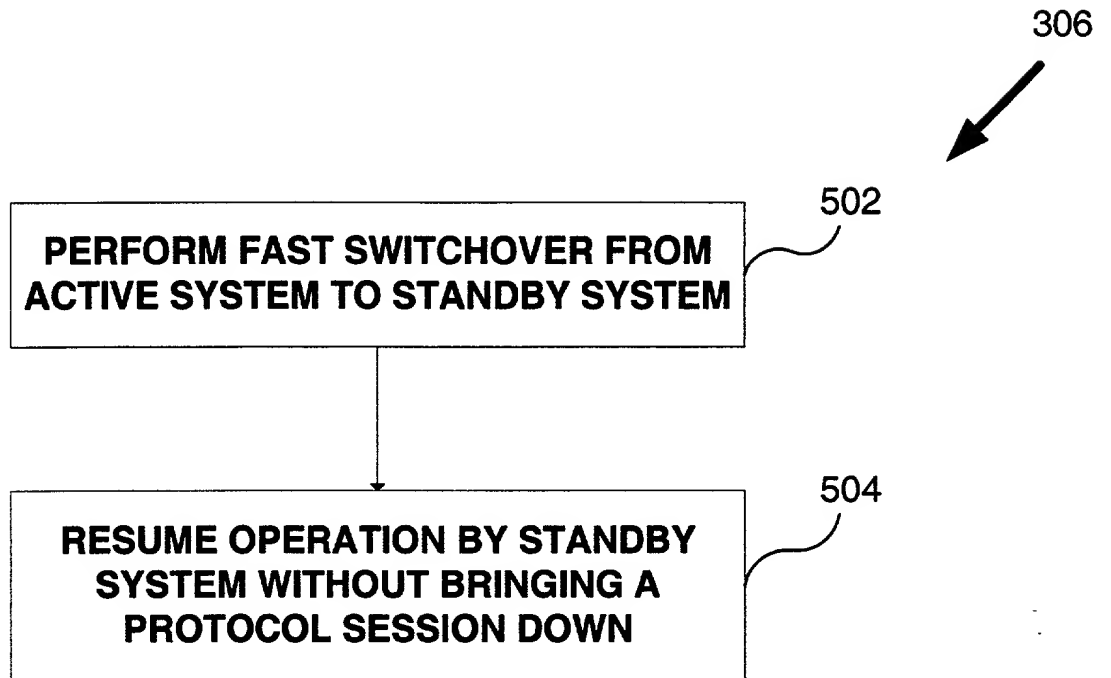 306
502
PERFORM FAST SWITCHOVER FROM
ACTIVE SYSTEM TO STANDBY SYSTEM
504
RESUME OPERATION BY STANDBY
SYSTEM WITHOUT BRINGING A
PROTOCOL SESSION DOWN